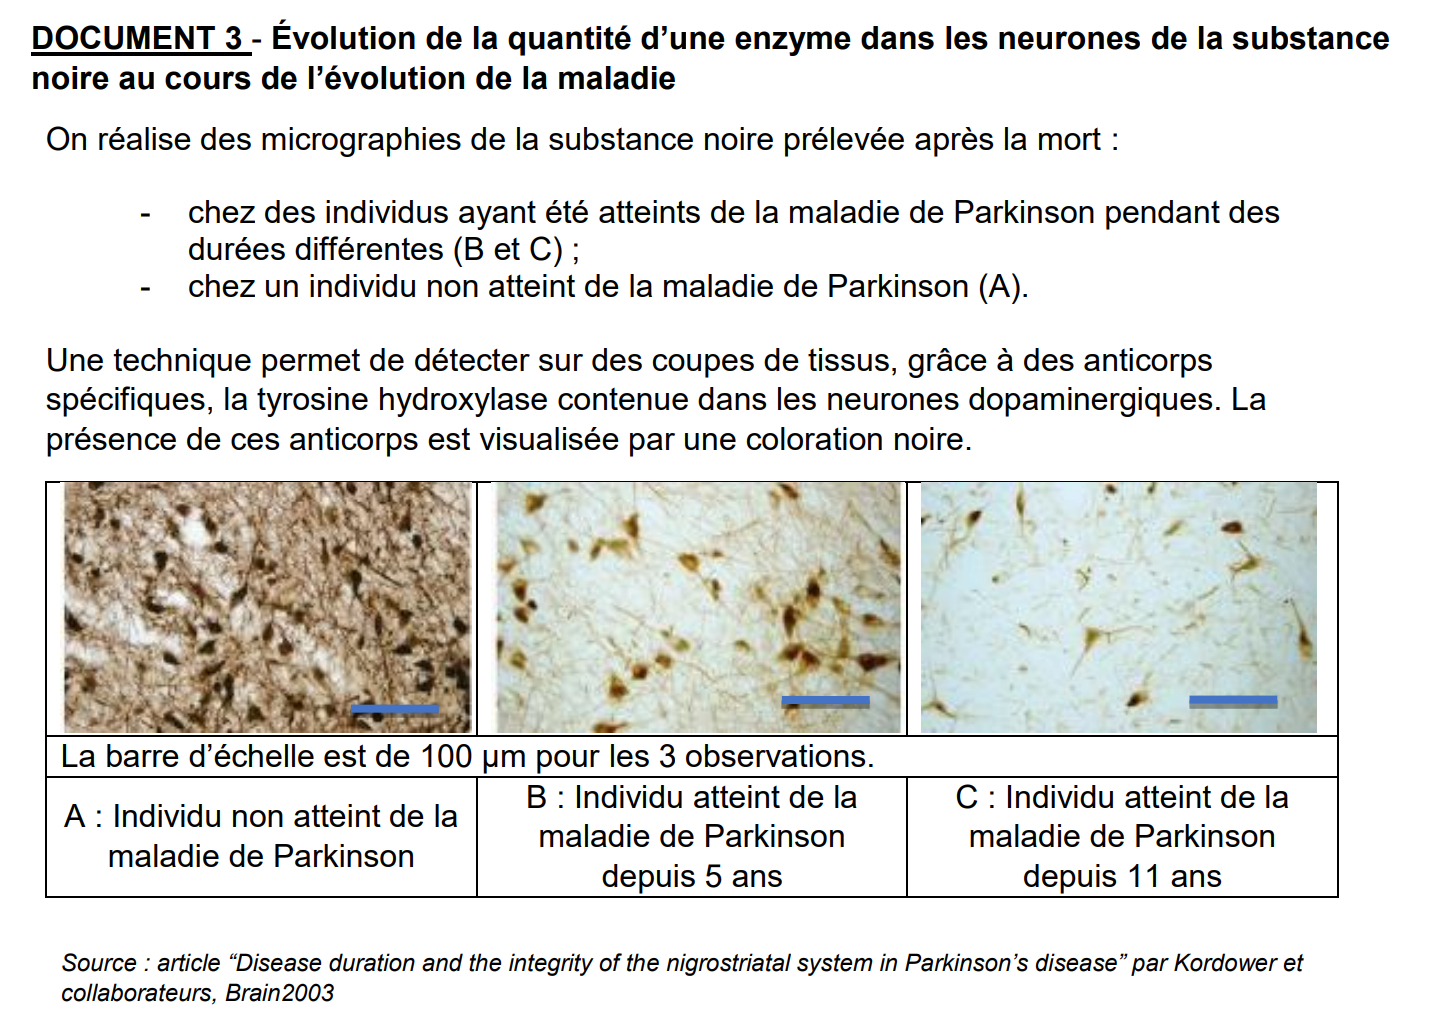 DOCUMENT 3 - Évolution de la quantité d’une enzyme dans les neurones de la substance
noire au cours de l’évolution de la maladie
On réalise des micrographies de la substance noire prélevée après la mort :
- chez des individus ayant été atteints de la maladie de Parkinson pendant des
durées différentes (B et C) ;
- chez un individu non atteint de la maladie de Parkinson (A).
Une technique permet de détecter sur des coupes de tissus, grâce à des anticorps
spécifiques, la tyrosine hydroxylase contenue dans les neurones dopaminergiques. La
présence de ces anticorps est visualisée par une coloration noire.
La barre d’échelle est de 100 µm pour les 3 observations.
A : Individu non atteint de la
maladie de Parkinson
B : Individu atteint de la
maladie de Parkinson
depuis 5 ans
C : Individu atteint de la
maladie de Parkinson
depuis 11 ans
Source : article “Disease duration and the integrity of the nigrostriatal system in Parkinson’s disease” par Kordower et
collaborateurs, Brain2003